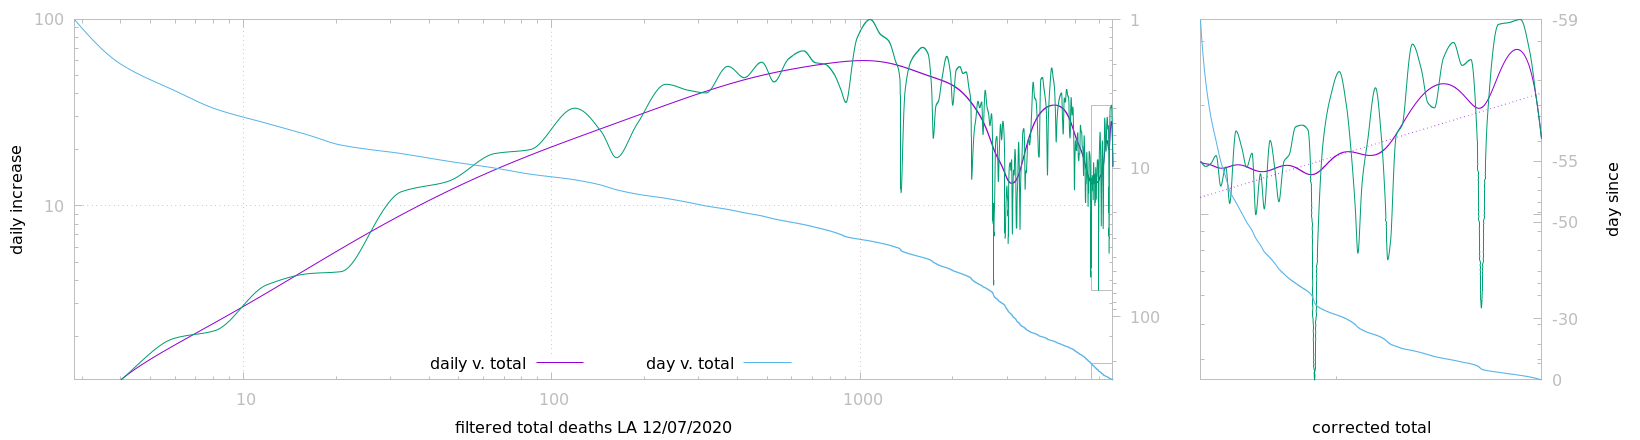 100
10
daily increase
10
100
1000
filtered total deaths LA 12/07/2020
daily v. total
day v. total
1
10
100
corrected total
-59
-55
-50
-30
0
day since